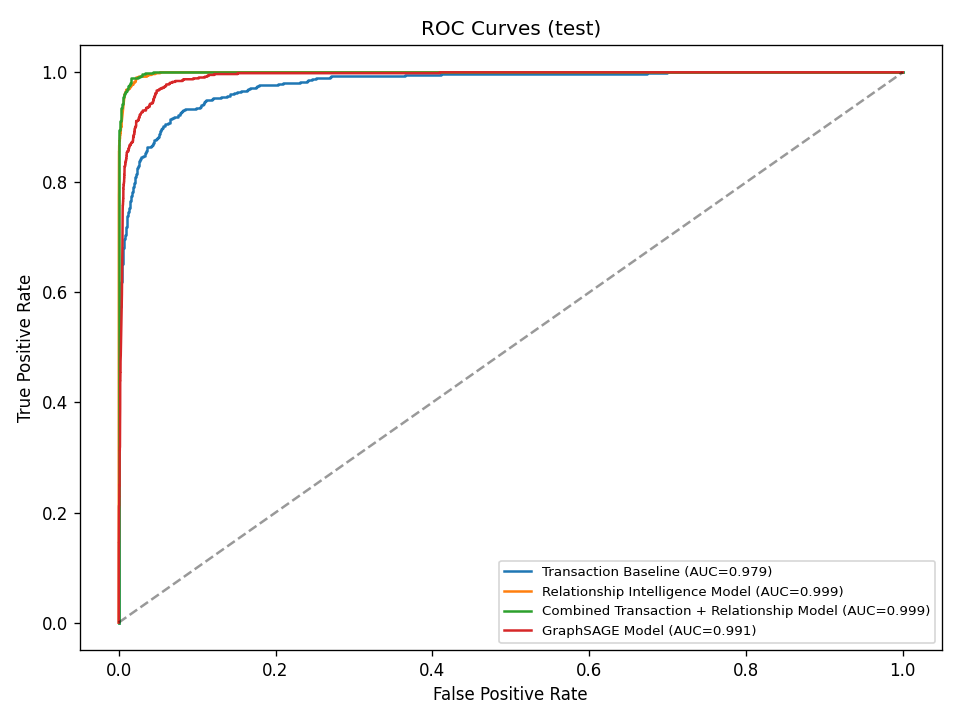 ROC Curves (test)
True Positive Rate
1.0
0.8
0.6
0.4
0.2
0.0
Transaction Baseline (AUC=0.979)
Relationship Intelligence Model (AUC=0.999)
Combined Transaction + Relationship Model (AUC=0.999)
GraphSAGE Model (AUC=0.991)
0.0 0.2 0.4 0.6 0.8 1.0
False Positive Rate